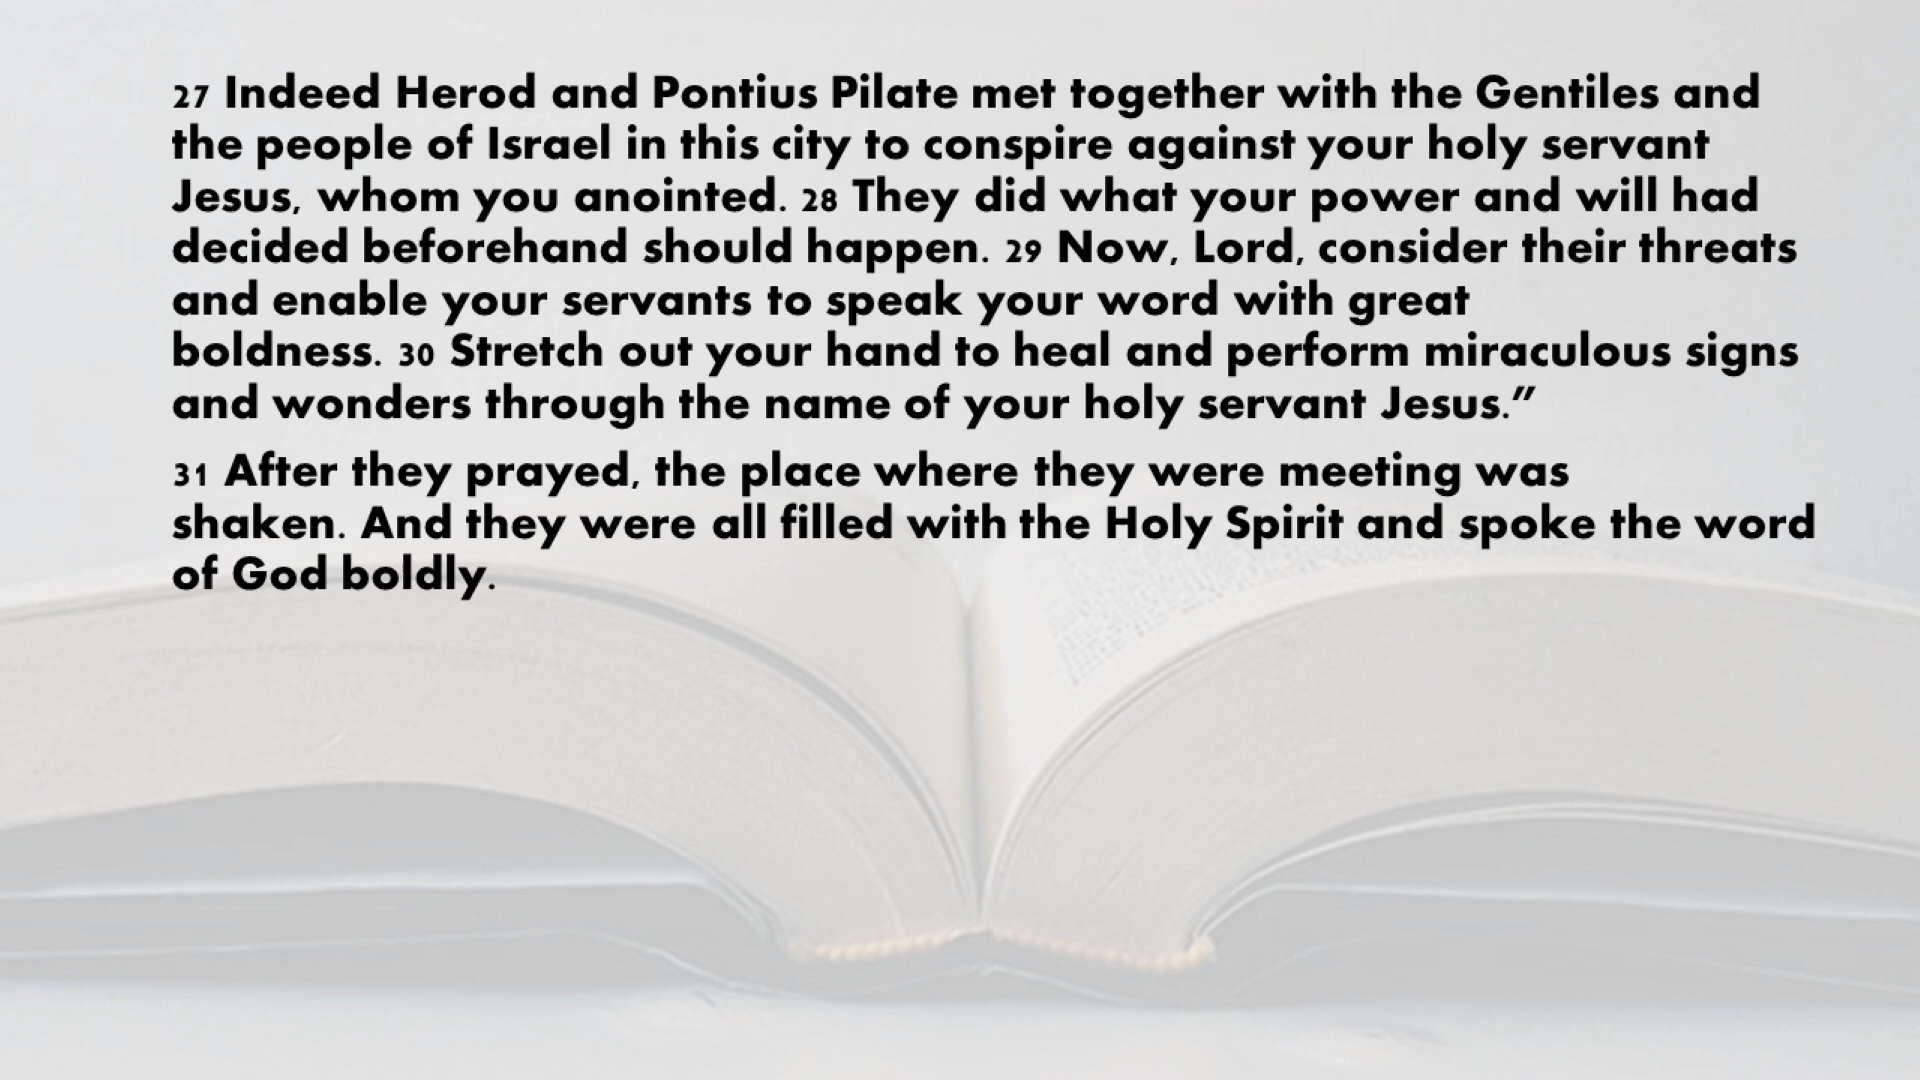 27 Indeed Herod and Pontius Pilate met together with the Gentiles and
the people of Israel in this city to conspire against your holy servant
Jesus, whom you anointed. 28 They did what your power and will had
decided beforehand should happen. 29 Now, Lord, consider their threats
and enable your servants to speak your word with great
boldness. 30 Stretch out your hand to heal and perform miraculous signs
and wonders through the name of your holy servant Jesus.”
31 After they prayed, the place where they were meeting was
shaken. And they were all filled with the Holy Spirit and spoke the word
of God boldly.